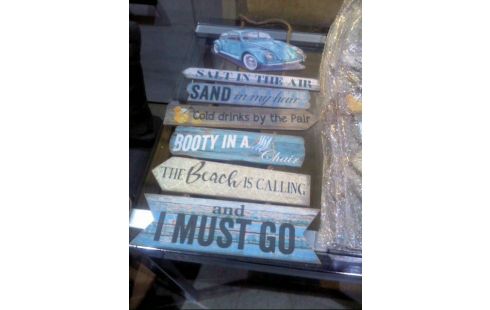 SALT IN THE AIR
SAND in my hair
Cold drinks by the Pair
BOOTY IN A my Chair
THE Beach IS CALLING
and
I MUST GO